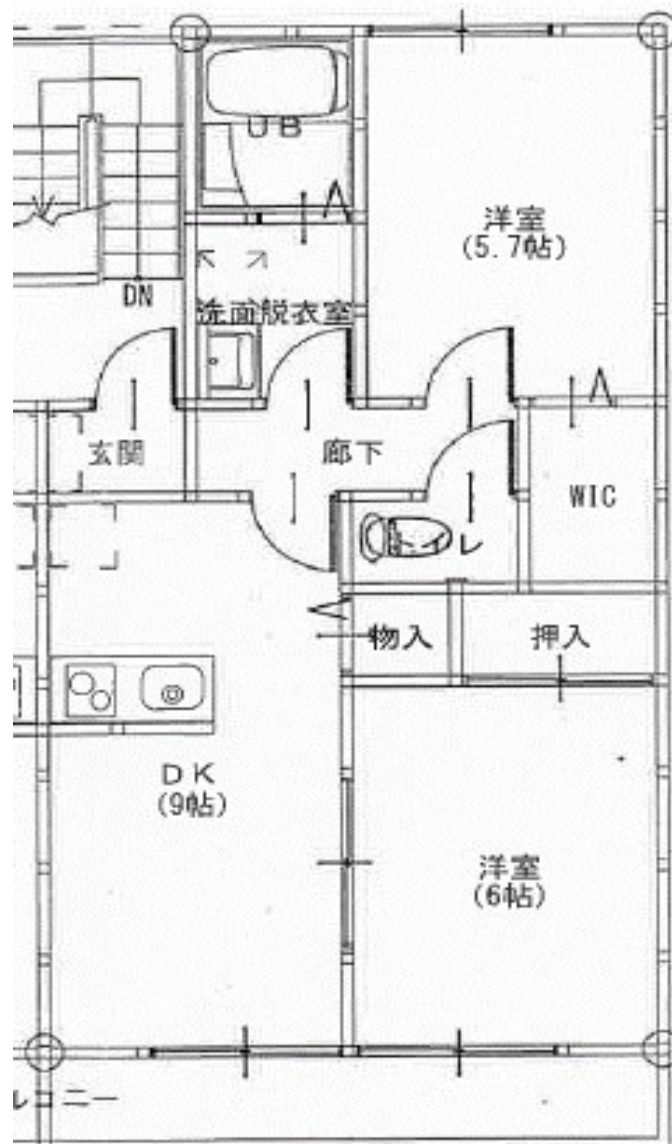 UB
洋室
(5.7帖)
DN
洗面脱衣室
玄関
廊下
WIC
トイレ
物入
押入
DK
(9帖)
洋室
(6帖)
ルコニー